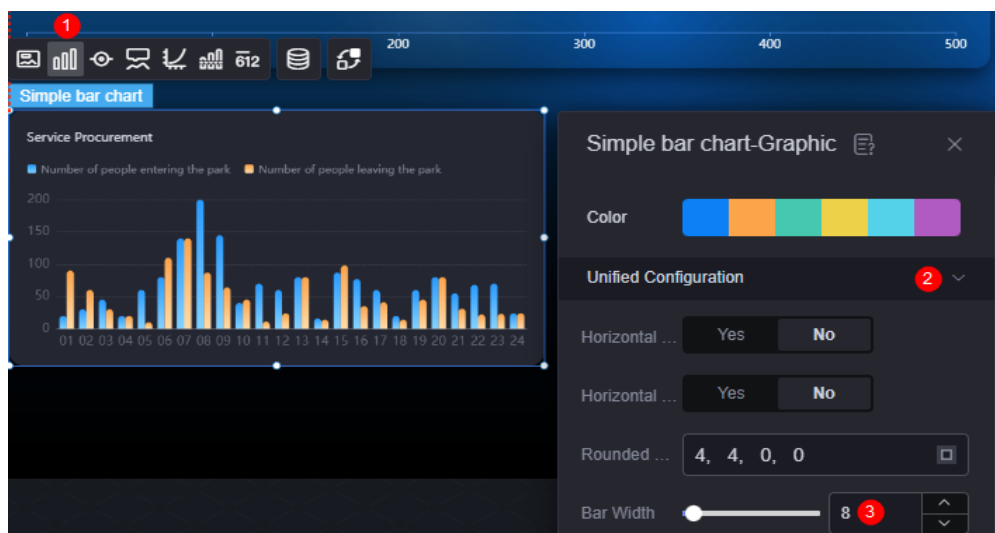 1
200 300 400 500
612
Simple bar chart
Service Procurement
Number of people entering the park Number of people leaving the park
200
150
100
50
0
01 02 03 04 05 06 07 08 09 10 11 12 13 14 15 16 17 18 19 20 21 22 23 24
Simple bar chart-Graphic
Color
Unified Configuration 2
Horizontal ... Yes No
Horizontal ... Yes No
Rounded ... 4, 4, 0, 0
Bar Width 8 3